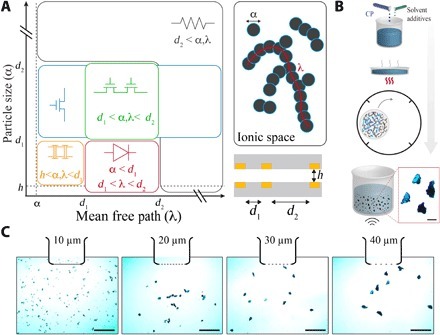 A
Particle size (α)
d₂
d₁
h
d₂ < α,λ
d₁ < α,λ< d₂
h<α,λ<d₁
α < d₁
d₁ < λ < d₂
α
d₁
d₂
Mean free path (λ)
α
λ
Ionic space
h
d₁
d₂
B
CP
Solvent
additives
C
10 µm
20 µm
30 µm
40 µm